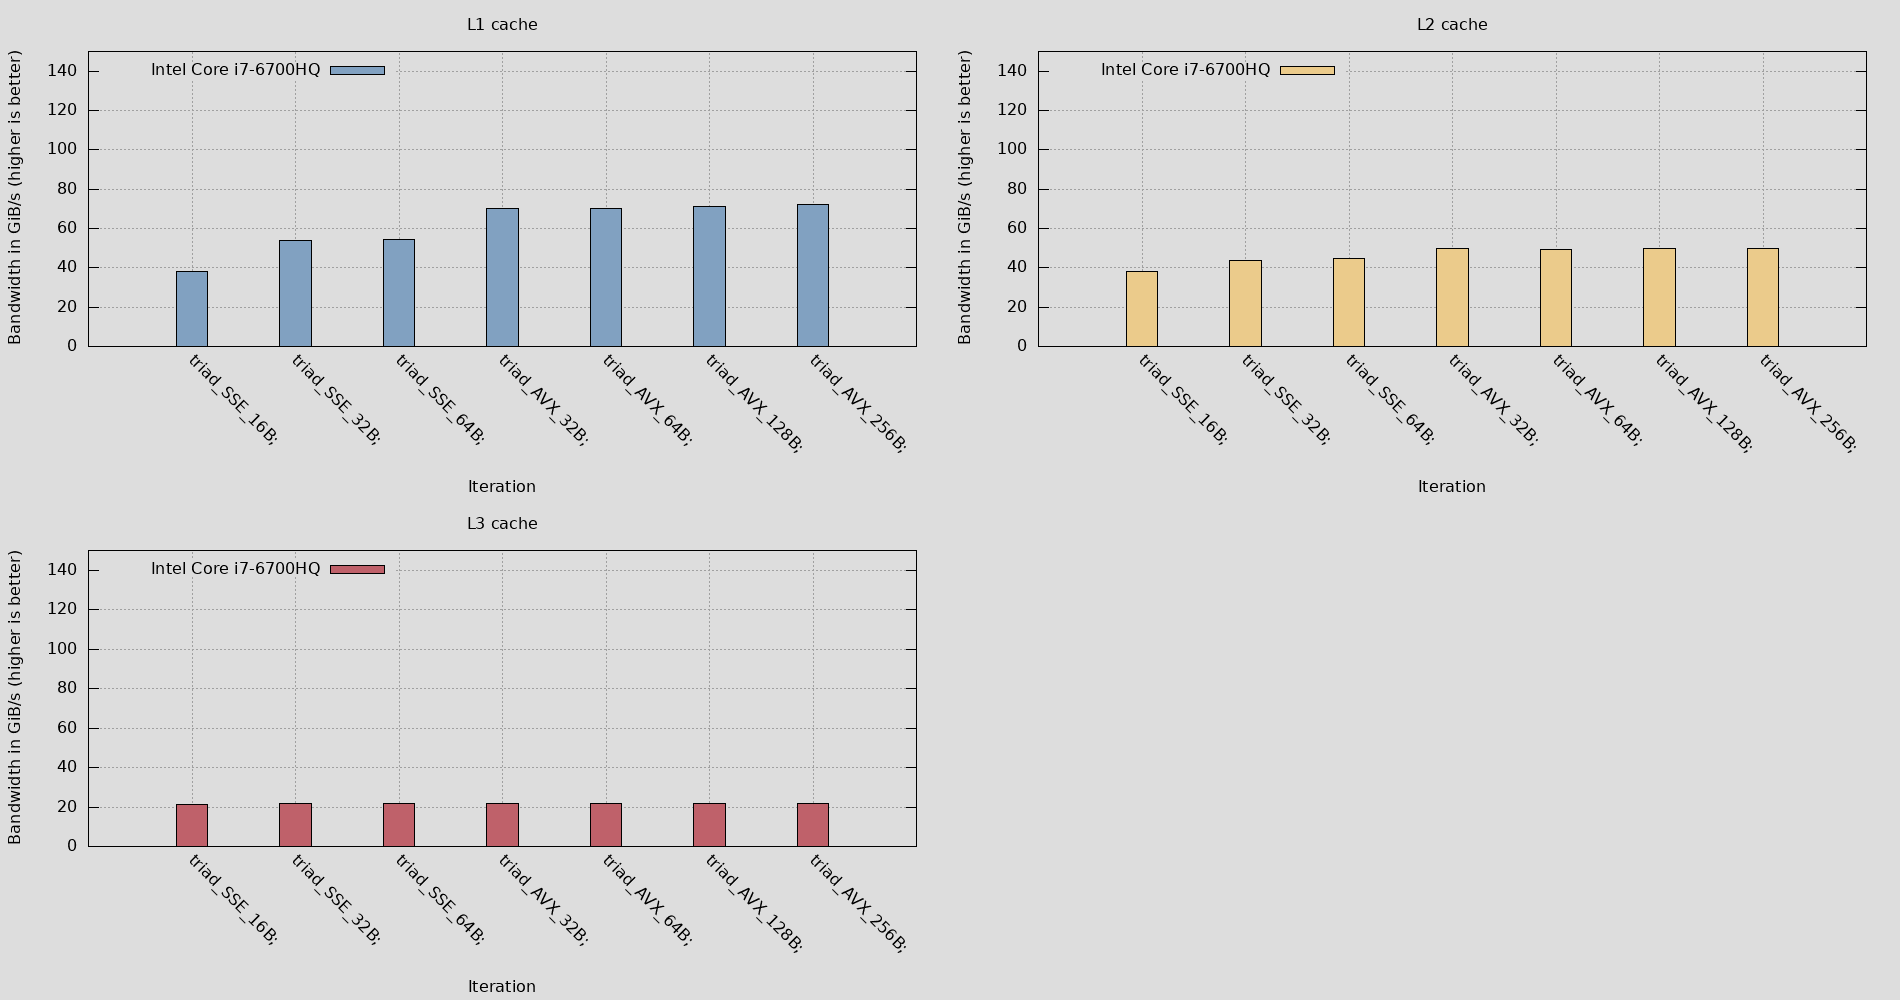 L1 cache
Bandwidth in GiB/s (higher is better)
Intel Core i7-6700HQ
140
120
100
80
60
40
20
0
triad_SSE_16B;
triad_SSE_32B;
triad_SSE_64B;
triad_AVX_32B;
triad_AVX_64B;
triad_AVX_128B;
triad_AVX_256B;
Iteration
L2 cache
Bandwidth in GiB/s (higher is better)
Intel Core i7-6700HQ
140
120
100
80
60
40
20
0
triad_SSE_16B;
triad_SSE_32B;
triad_SSE_64B;
triad_AVX_32B;
triad_AVX_64B;
triad_AVX_128B;
triad_AVX_256B;
Iteration
L3 cache
Bandwidth in GiB/s (higher is better)
Intel Core i7-6700HQ
140
120
100
80
60
40
20
0
triad_SSE_16B;
triad_SSE_32B;
triad_SSE_64B;
triad_AVX_32B;
triad_AVX_64B;
triad_AVX_128B;
triad_AVX_256B;
Iteration